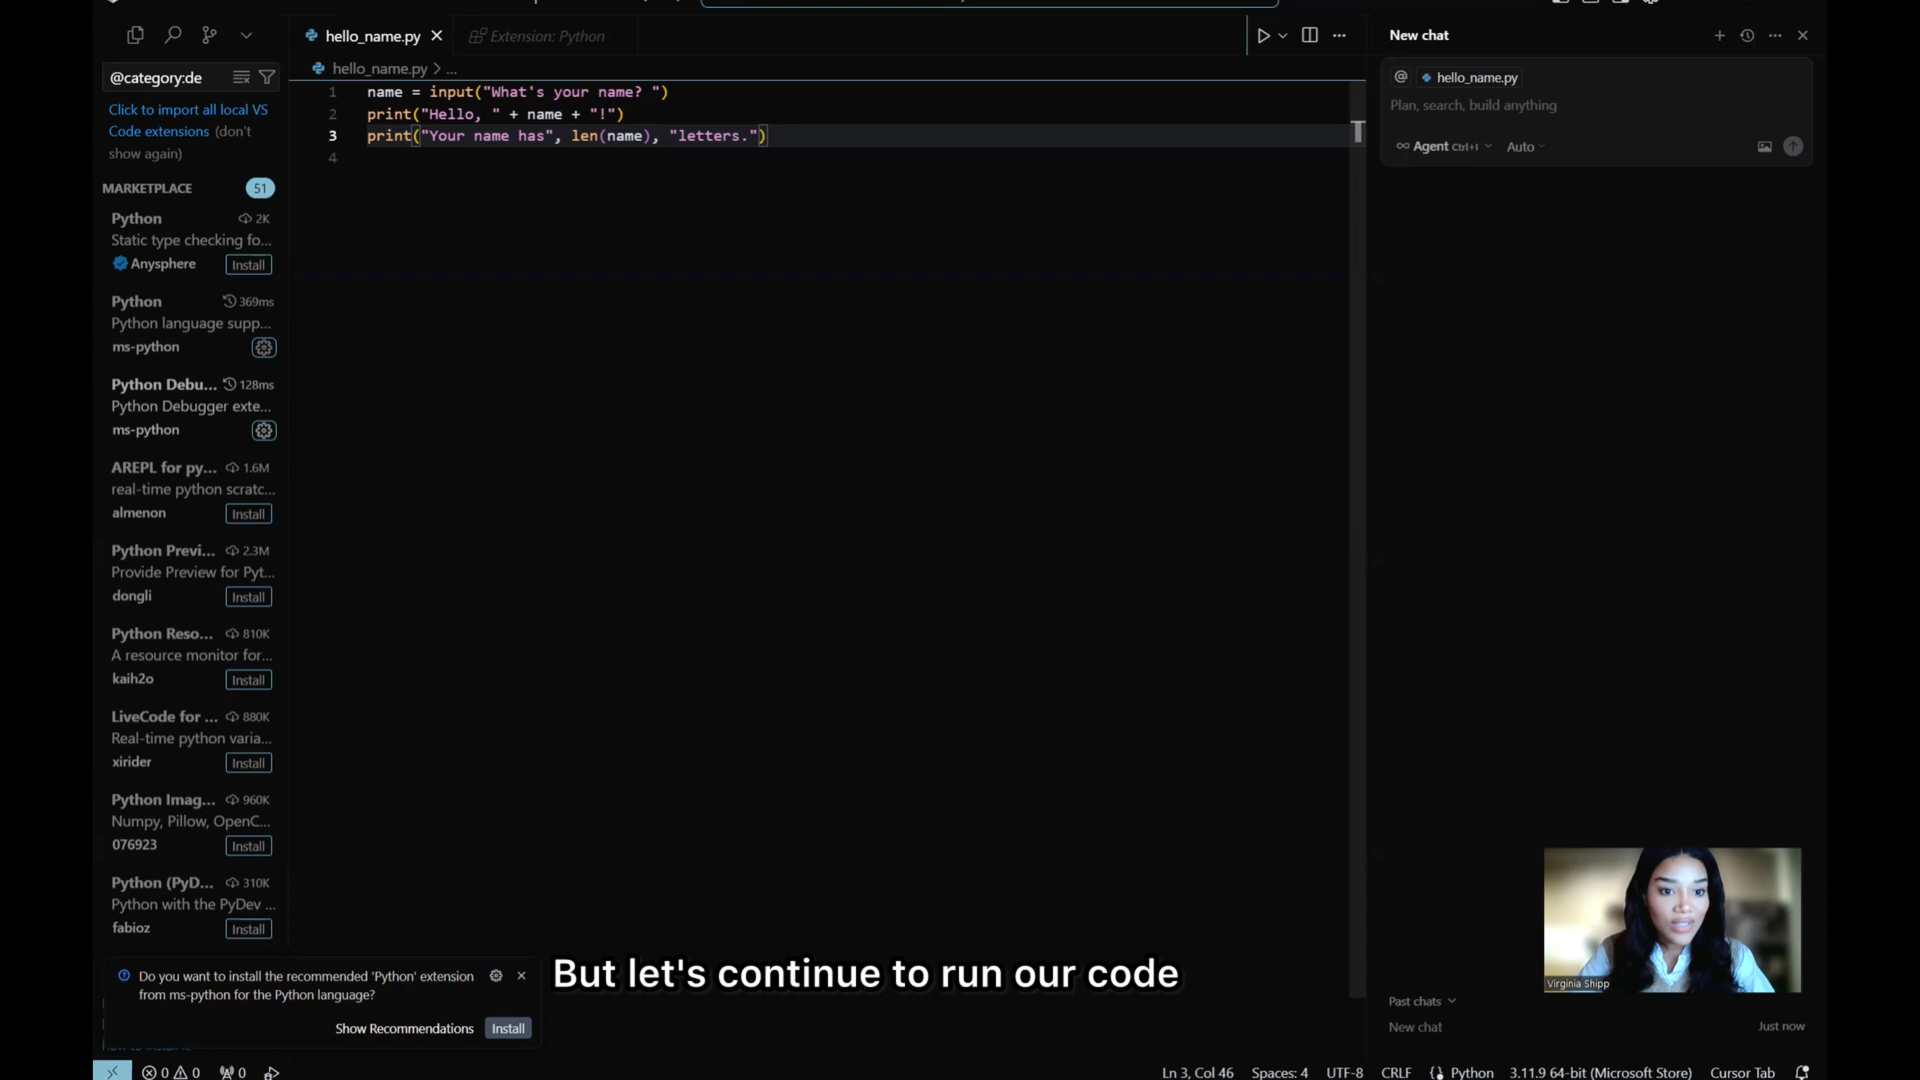 hello_name.py
Extension: Python
New chat
@category:de
hello_name.py > ...
@ hello_name.py
Click to import all local VS
Code extensions (don't
show again)
1 name = input("What's your name? ")
2 print("Hello, " + name + "!")
3 print("Your name has", len(name), "letters.")
4
Plan, search, build anything
Agent Ctrl+I
Auto
MARKETPLACE 51
Python 2K
Static type checking fo...
Anysphere Install
Python 369ms
Python language supp...
ms-python
Python Debu... 128ms
Python Debugger exte...
ms-python
AREPL for py... 1.6M
real-time python scratc...
almenon Install
Python Previ... 2.3M
Provide Preview for Pyt...
dongli Install
Python Reso... 810K
A resource monitor for...
kaih2o Install
LiveCode for ... 880K
Real-time python varia...
xirider Install
Python Imag... 960K
Numpy, Pillow, OpenC...
076923 Install
Python (PyD... 310K
Python with the PyDev ...
fabioz Install
Do you want to install the recommended 'Python' extension
from ms-python for the Python language?
Show Recommendations Install
But let's continue to run our code
Virginia Shipp
Past chats
New chat Just now
0 0 0
Ln 3, Col 46 Spaces: 4 UTF-8 CRLF Python 3.11.9 64-bit (Microsoft Store) Cursor Tab